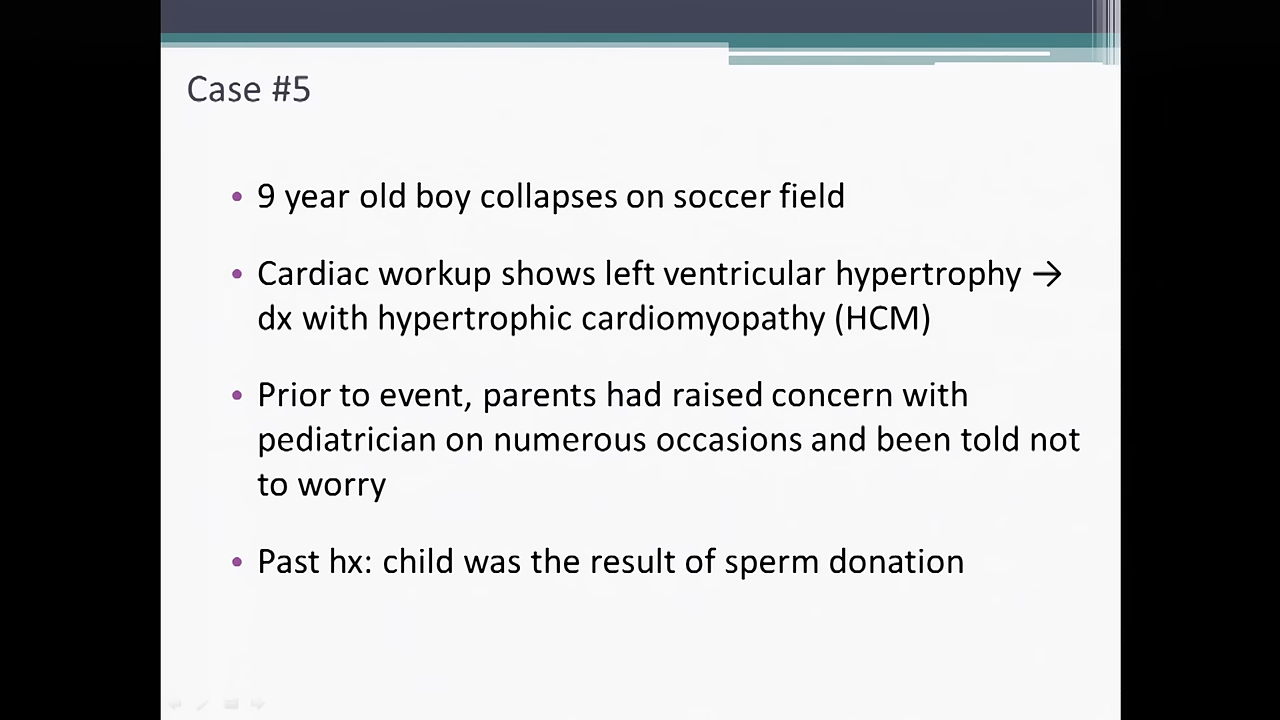 Case #5
• 9 year old boy collapses on soccer field
• Cardiac workup shows left ventricular hypertrophy →
dx with hypertrophic cardiomyopathy (HCM)
• Prior to event, parents had raised concern with
pediatrician on numerous occasions and been told not
to worry
• Past hx: child was the result of sperm donation